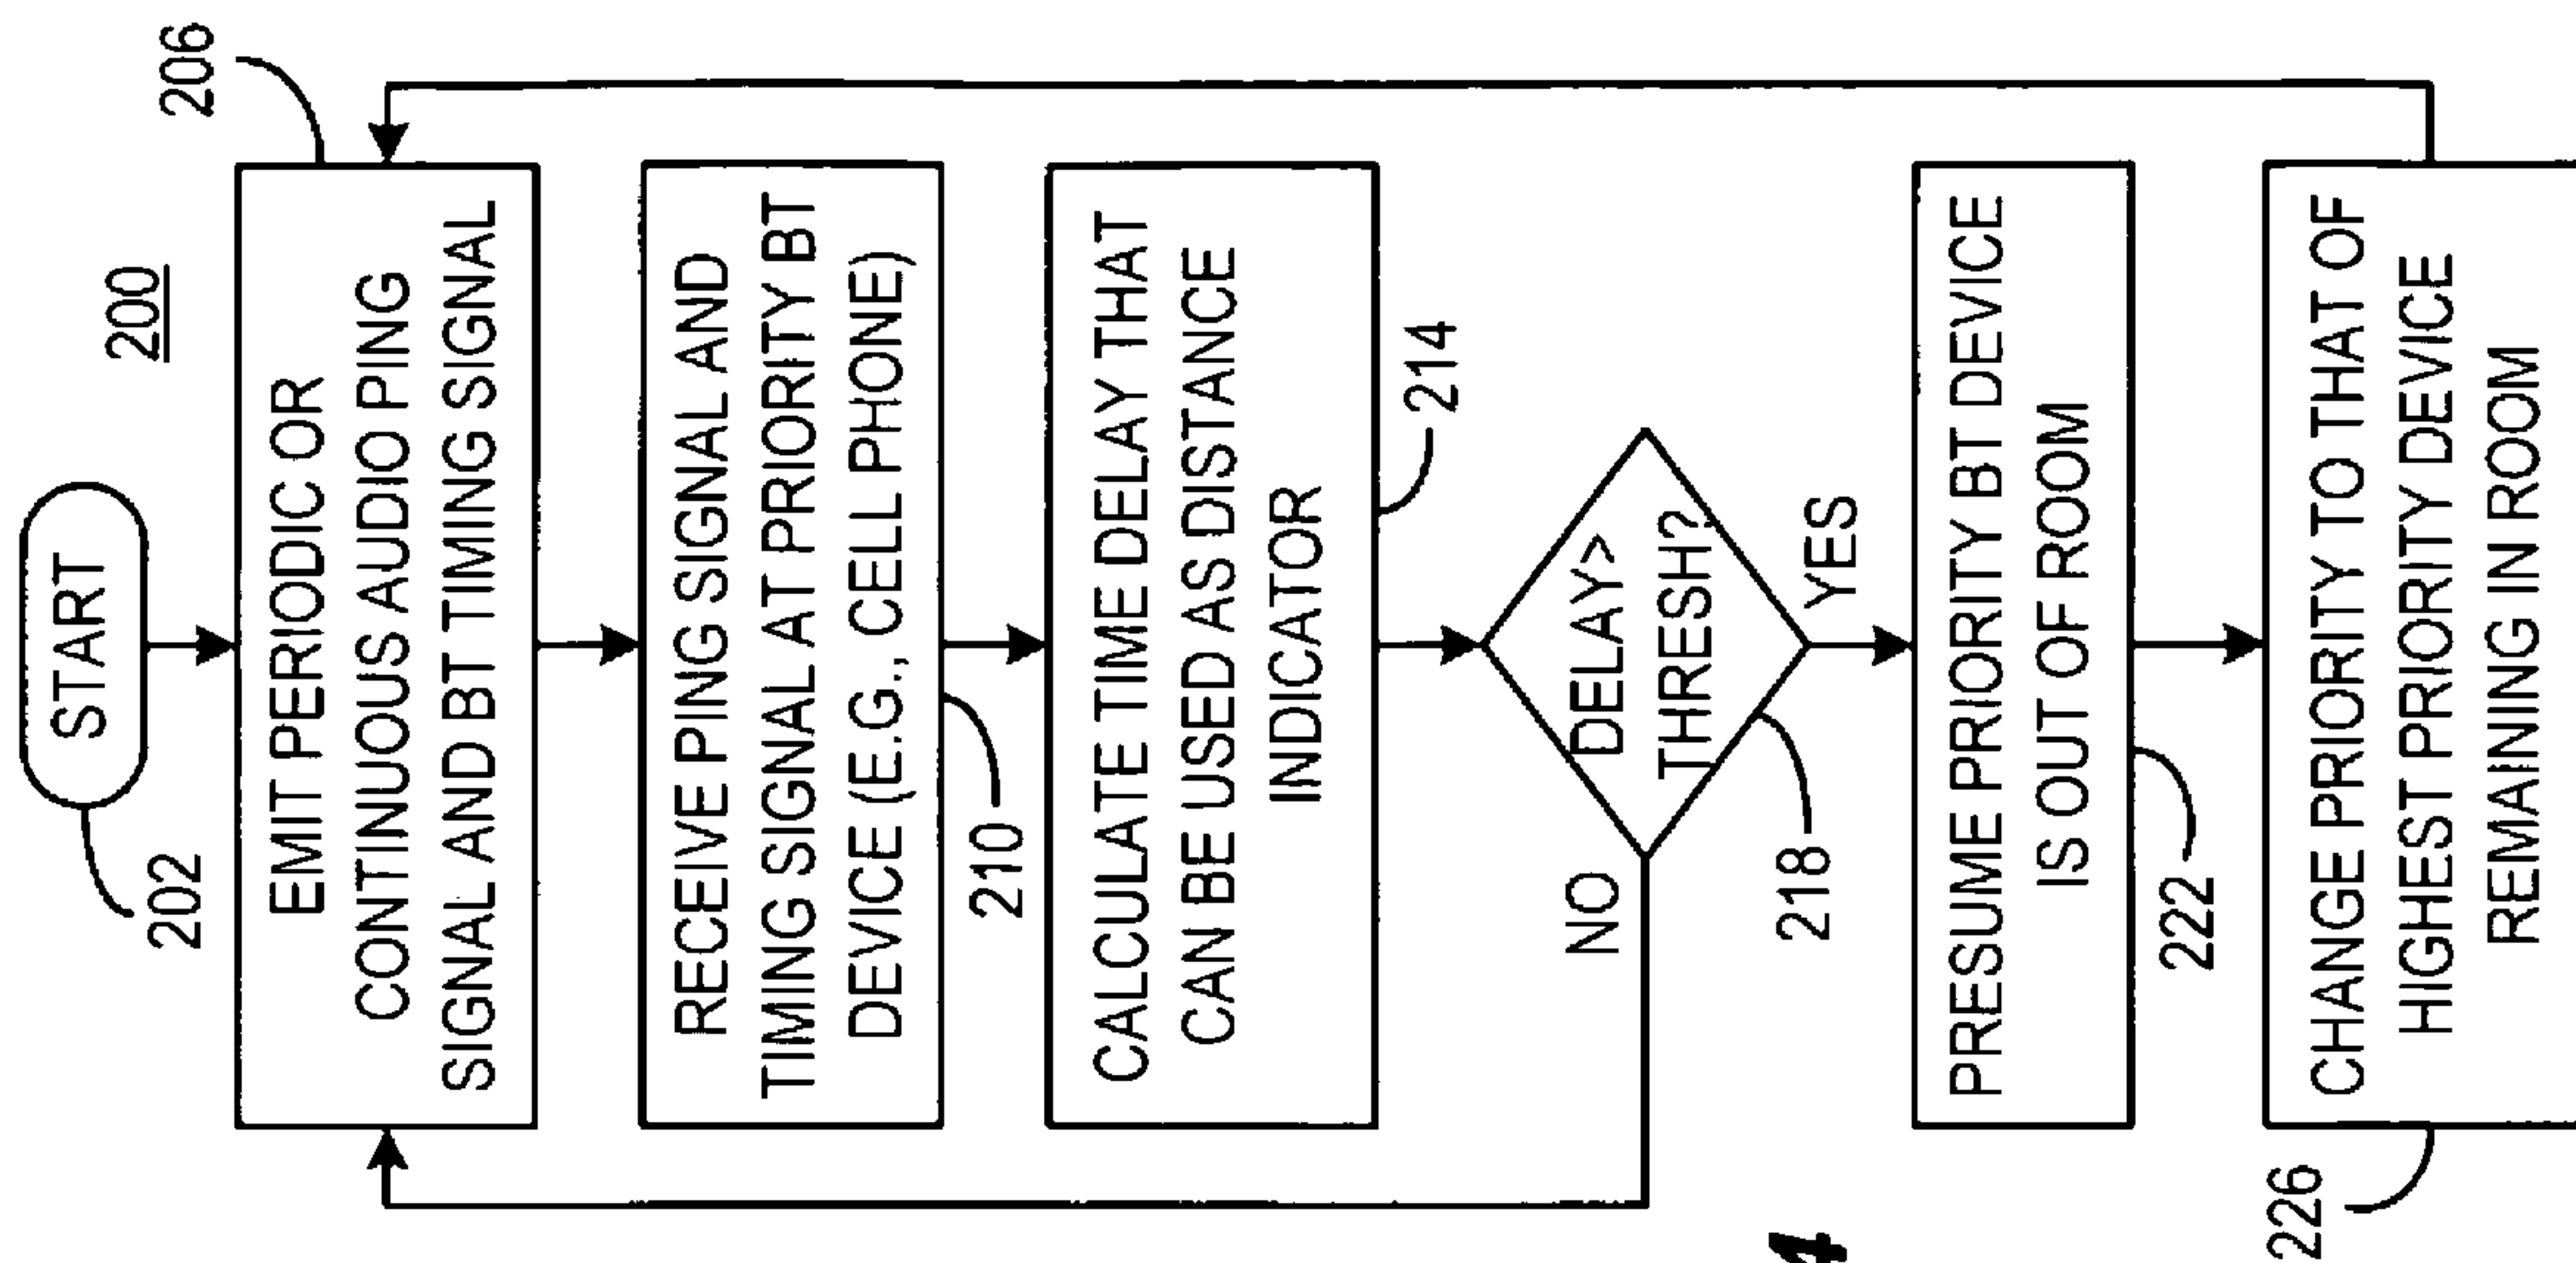 200
START
202
206
EMIT PERIODIC OR
CONTINUOUS AUDIO PING
SIGNAL AND BT TIMING SIGNAL
RECEIVE PING SIGNAL AND
TIMING SIGNAL AT PRIORITY BT
DEVICE (E.G., CELL PHONE)
210
CALCULATE TIME DELAY THAT
CAN BE USED AS DISTANCE
INDICATOR
214
DELAY>
THRESH?
NO
YES
218
PRESUME PRIORITY BT DEVICE
IS OUT OF ROOM
222
CHANGE PRIORITY TO THAT OF
HIGHEST PRIORITY DEVICE
REMAINING IN ROOM
226
4